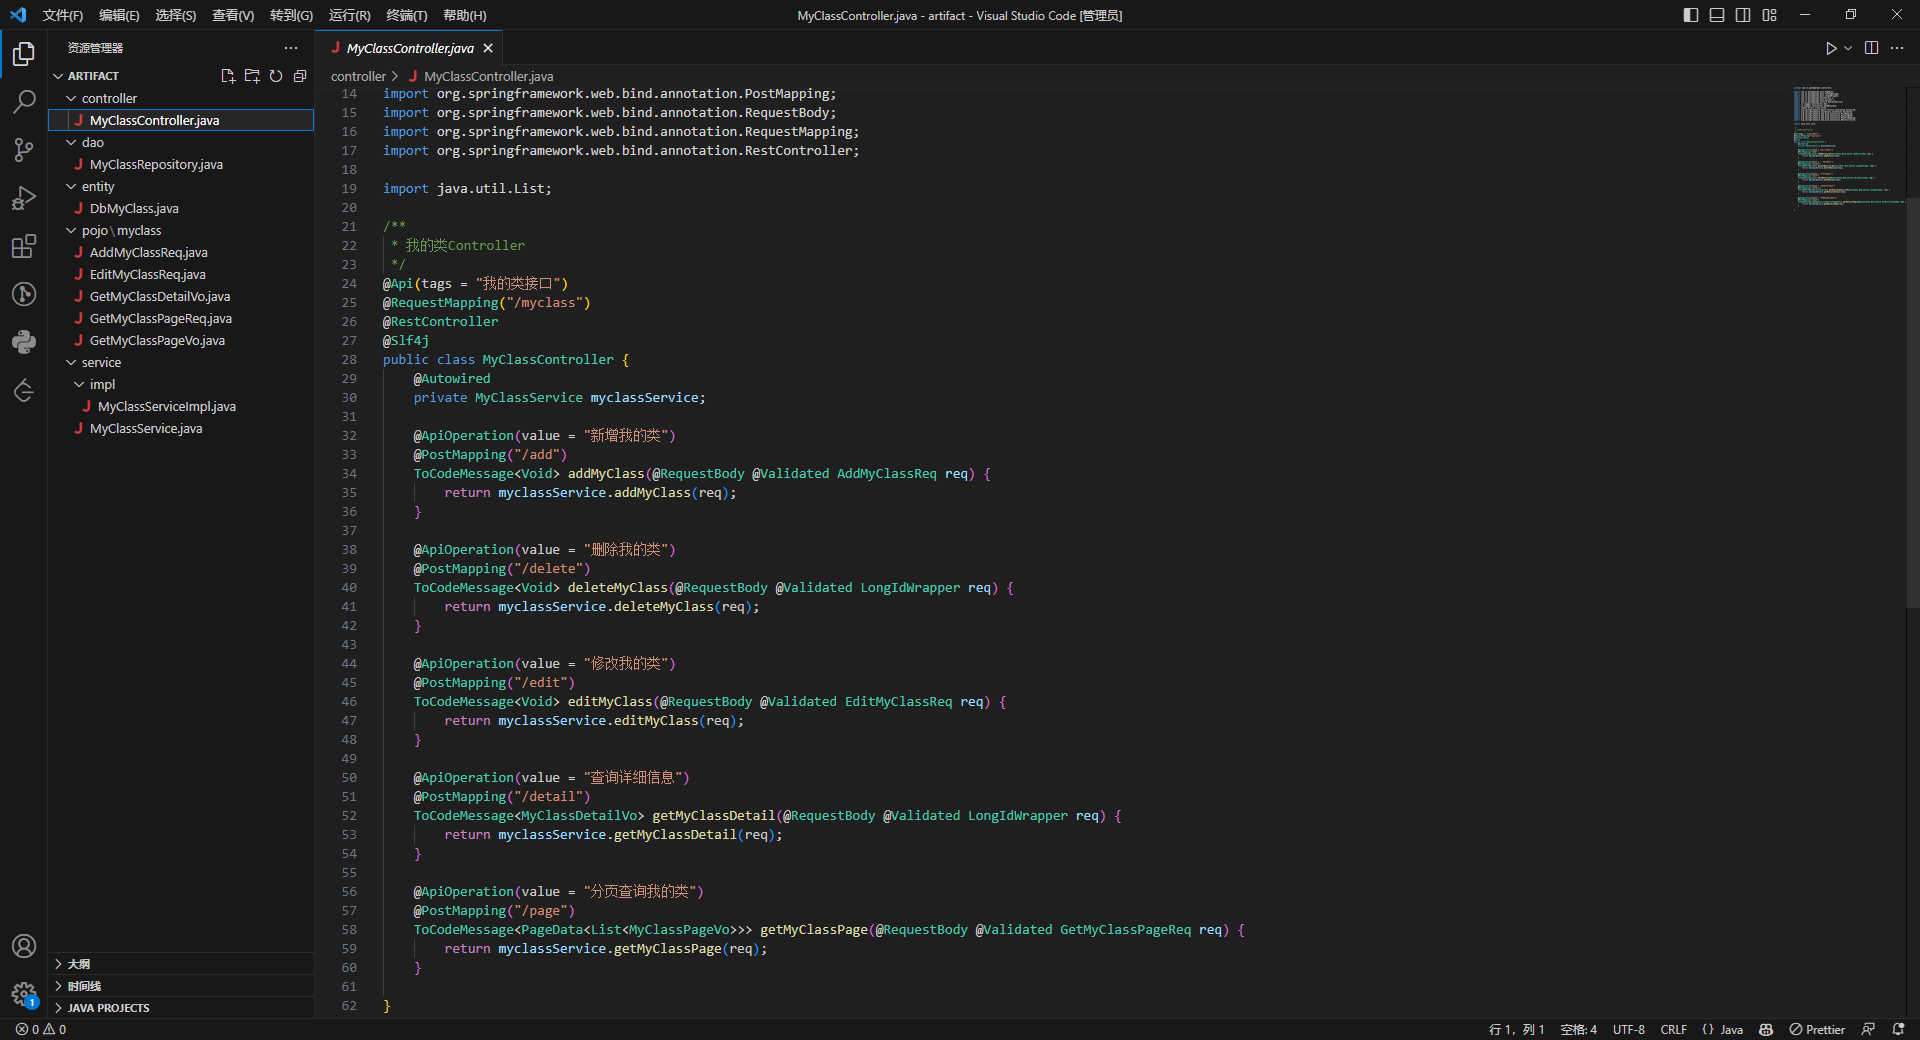 文件(F) 编辑(E) 选择(S) 查看(V) 转到(G) 运行(R) 终端(T) 帮助(H)
MyClassController.java - artifact - Visual Studio Code [管理员]
资源管理器
ARTIFACT
controller
MyClassController.java
dao
MyClassRepository.java
entity
DbMyClass.java
pojo\myclass
AddMyClassReq.java
EditMyClassReq.java
GetMyClassDetailVo.java
GetMyClassPageReq.java
GetMyClassPageVo.java
service
impl
MyClassServiceImpl.java
MyClassService.java
大纲
时间线
JAVA PROJECTS
MyClassController.java
controller > MyClassController.java
14 import org.springframework.web.bind.annotation.PostMapping;
15 import org.springframework.web.bind.annotation.RequestBody;
16 import org.springframework.web.bind.annotation.RequestMapping;
17 import org.springframework.web.bind.annotation.RestController;
18
19 import java.util.List;
20
21 /**
22 * 我的类Controller
23 */
24 @Api(tags = "我的类接口")
25 @RequestMapping("/myclass")
26 @RestController
27 @Slf4j
28 public class MyClassController {
29 @Autowired
30 private MyClassService myclassService;
31
32 @ApiOperation(value = "新增我的类")
33 @PostMapping("/add")
34 ToCodeMessage<Void> addMyClass(@RequestBody @Validated AddMyClassReq req) {
35 return myclassService.addMyClass(req);
36 }
37
38 @ApiOperation(value = "删除我的类")
39 @PostMapping("/delete")
40 ToCodeMessage<Void> deleteMyClass(@RequestBody @Validated LongIdWrapper req) {
41 return myclassService.deleteMyClass(req);
42 }
43
44 @ApiOperation(value = "修改我的类")
45 @PostMapping("/edit")
46 ToCodeMessage<Void> editMyClass(@RequestBody @Validated EditMyClassReq req) {
47 return myclassService.editMyClass(req);
48 }
49
50 @ApiOperation(value = "查询详细信息")
51 @PostMapping("/detail")
52 ToCodeMessage<MyClassDetailVo> getMyClassDetail(@RequestBody @Validated LongIdWrapper req) {
53 return myclassService.getMyClassDetail(req);
54 }
55
56 @ApiOperation(value = "分页查询我的类")
57 @PostMapping("/page")
58 ToCodeMessage<PageData<List<MyClassPageVo>>> getMyClassPage(@RequestBody @Validated GetMyClassPageReq req) {
59 return myclassService.getMyClassPage(req);
60 }
61
62 }
1
0 0
行 1，列 1 空格: 4 UTF-8 CRLF {} Java Prettier